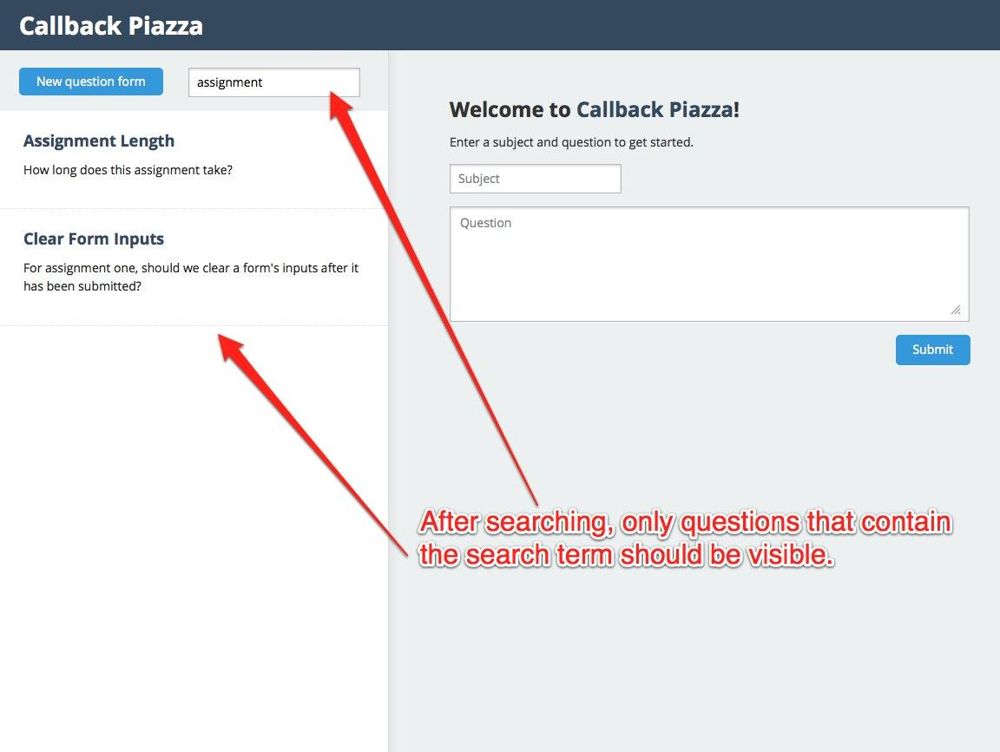 Callback Piazza
New question form
assignment
Assignment Length
How long does this assignment take?
Clear Form Inputs
For assignment one, should we clear a form's inputs after it
has been submitted?
Welcome to Callback Piazza!
Enter a subject and question to get started.
Subject
Question
Submit
After searching, only questions that contain
the search term should be visible.